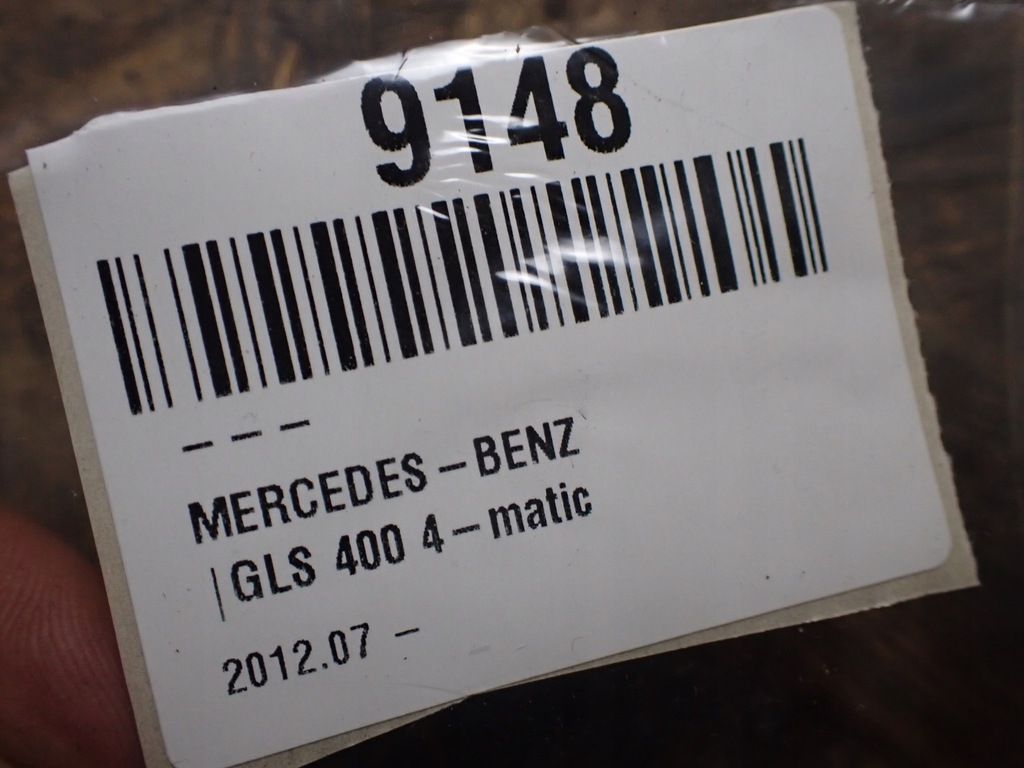 9148
– – –
MERCEDES – BENZ
|GLS 400 4 – matic
2012.07 –